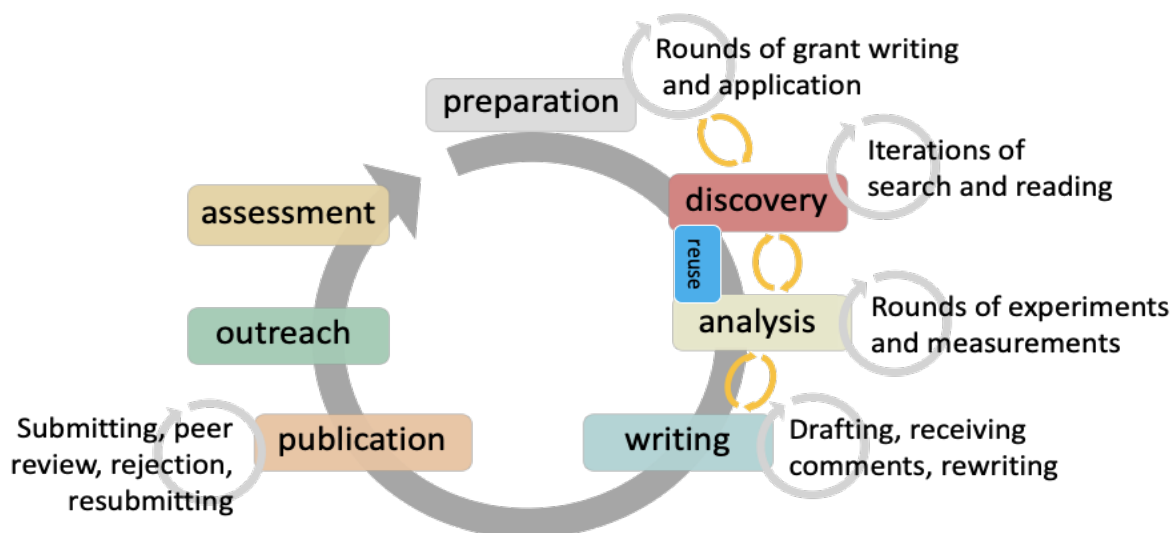 Rounds of grant writing
and application
preparation
Iterations of
search and reading
discovery
assessment
reuse
Rounds of experiments
and measurements
analysis
outreach
Submitting, peer
review, rejection,
resubmitting
publication
writing
Drafting, receiving
comments, rewriting